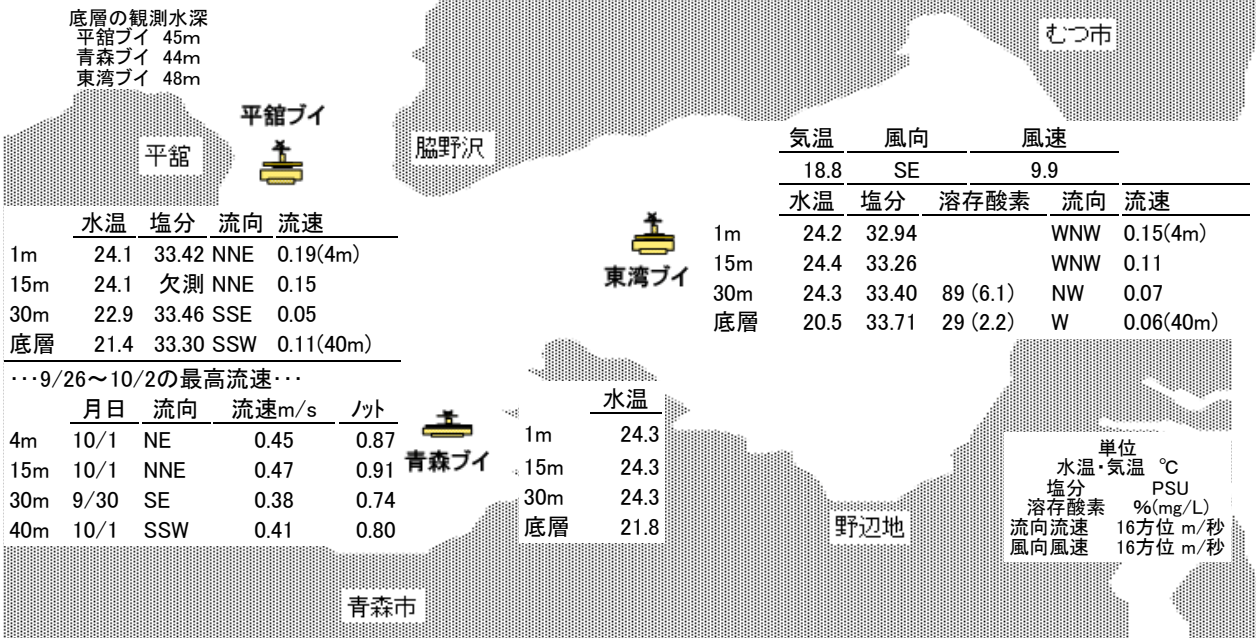 底層の観測水深
平舘ブイ 45m
青森ブイ 44m
東湾ブイ 48m
むつ市
平舘ブイ
平舘
脇野沢
気温 風向 風速
18.8 SE 9.9
水温 塩分 溶存酸素 流向 流速
1m 24.2 32.94 WNW 0.15(4m)
15m 24.4 33.26 WNW 0.11
30m 24.3 33.40 89 (6.1) NW 0.07
底層 20.5 33.71 29 (2.2) W 0.06(40m)
東湾ブイ
水温 塩分 流向 流速
1m 24.1 33.42 NNE 0.19(4m)
15m 24.1 欠測 NNE 0.15
30m 22.9 33.46 SSE 0.05
底層 21.4 33.30 SSW 0.11(40m)
･･･9/26～10/2の最高流速･･･
月日 流向 流速m/s ﾉｯﾄ
4m 10/1 NE 0.45 0.87
15m 10/1 NNE 0.47 0.91
30m 9/30 SE 0.38 0.74
40m 10/1 SSW 0.41 0.80
青森ブイ
水温
1m 24.3
15m 24.3
30m 24.3
底層 21.8
野辺地
単位
水温･気温 ℃
塩分 PSU
溶存酸素 %(mg/L)
流向流速 16方位 m/秒
風向風速 16方位 m/秒
青森市